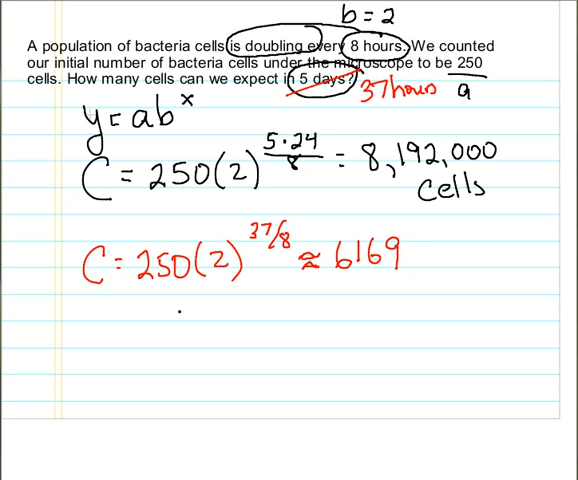 b = 2
A population of bacteria cells is doubling every 8 hours. We counted
our initial number of bacteria cells under the microscope to be 250
cells. How many cells can we expect in 5 days? 37 hours a
y = ab^x
C = 250(2)^(5·24/8) = 8,192,000
cells
C = 250(2)^(37/8) ≈ 6169